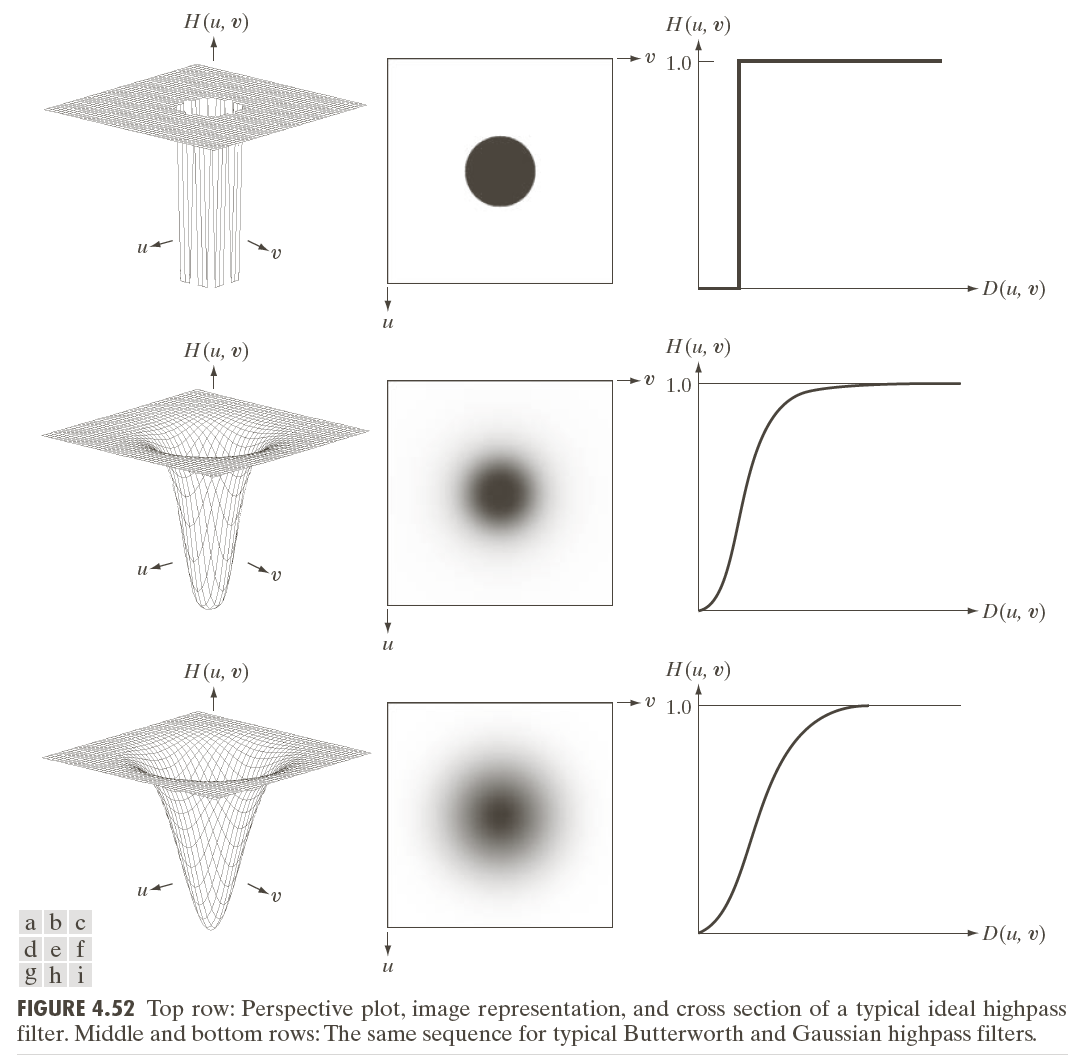 H(u, v)
v
u
v
u
H(u, v)
1.0
D(u, v)
H(u, v)
v
u
v
u
H(u, v)
1.0
D(u, v)
H(u, v)
v
u
v
u
H(u, v)
1.0
D(u, v)
a b c
d e f
g h i
FIGURE 4.52 Top row: Perspective plot, image representation, and cross section of a typical ideal highpass
filter. Middle and bottom rows: The same sequence for typical Butterworth and Gaussian highpass filters.